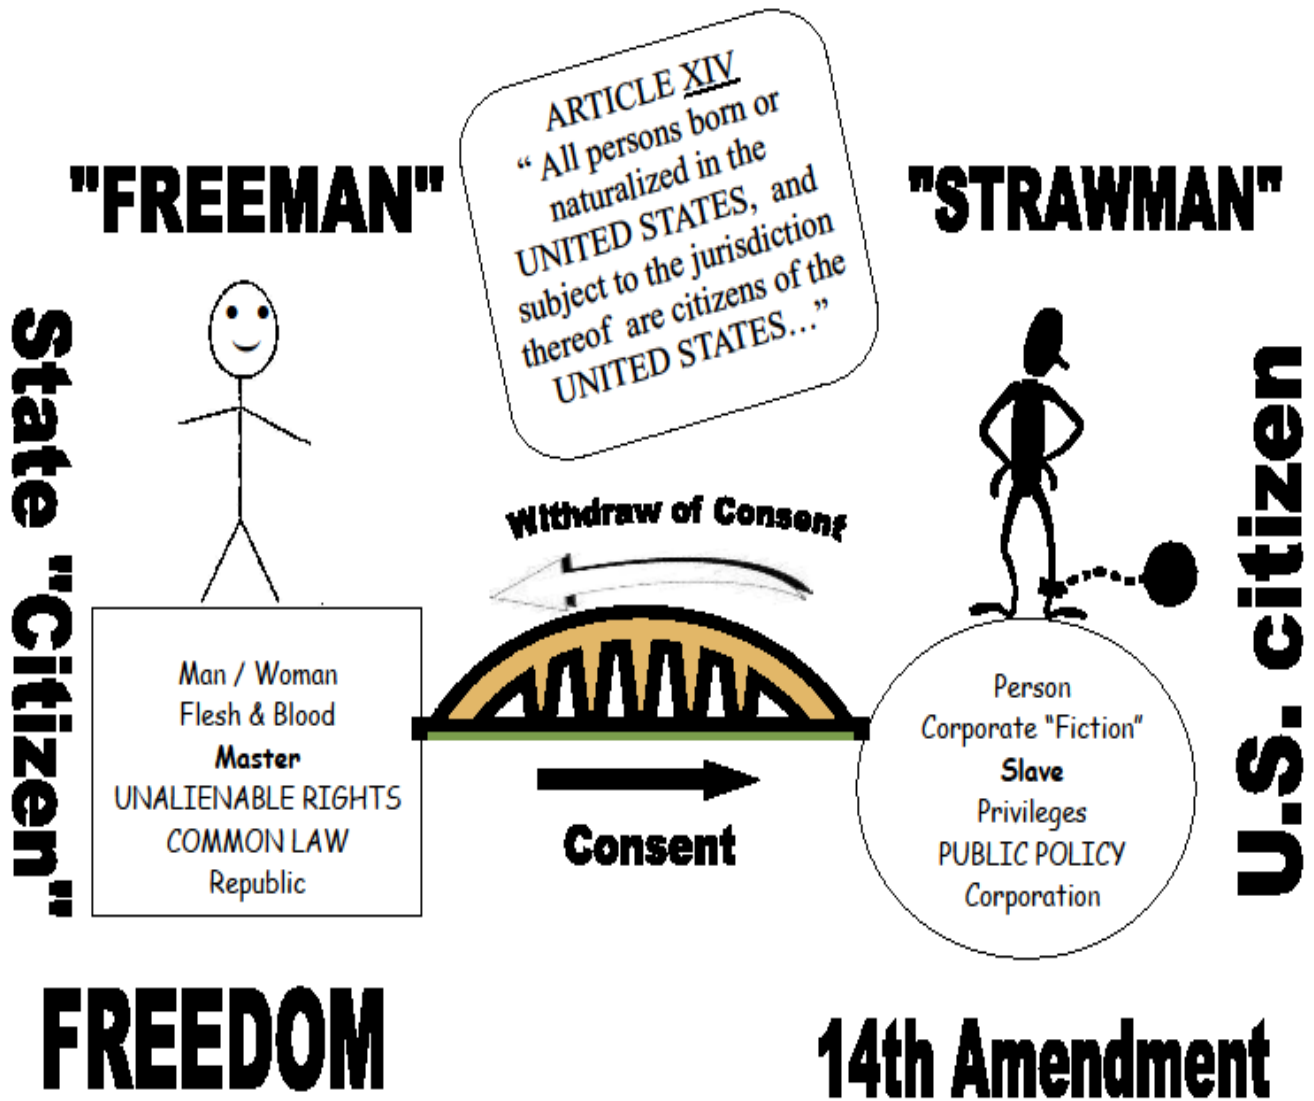 ARTICLE XIV
“ All persons born or
naturalized in the
UNITED STATES, and
subject to the jurisdiction
thereof are citizens of the
UNITED STATES…”
"FREEMAN"
"STRAWMAN"
State "Citizen"
U.S. citizen
Withdraw of Consent
Man / Woman
Flesh & Blood
Master
UNALIENABLE RIGHTS
COMMON LAW
Republic
Consent
Person
Corporate “Fiction”
Slave
Privileges
PUBLIC POLICY
Corporation
FREEDOM
14th Amendment